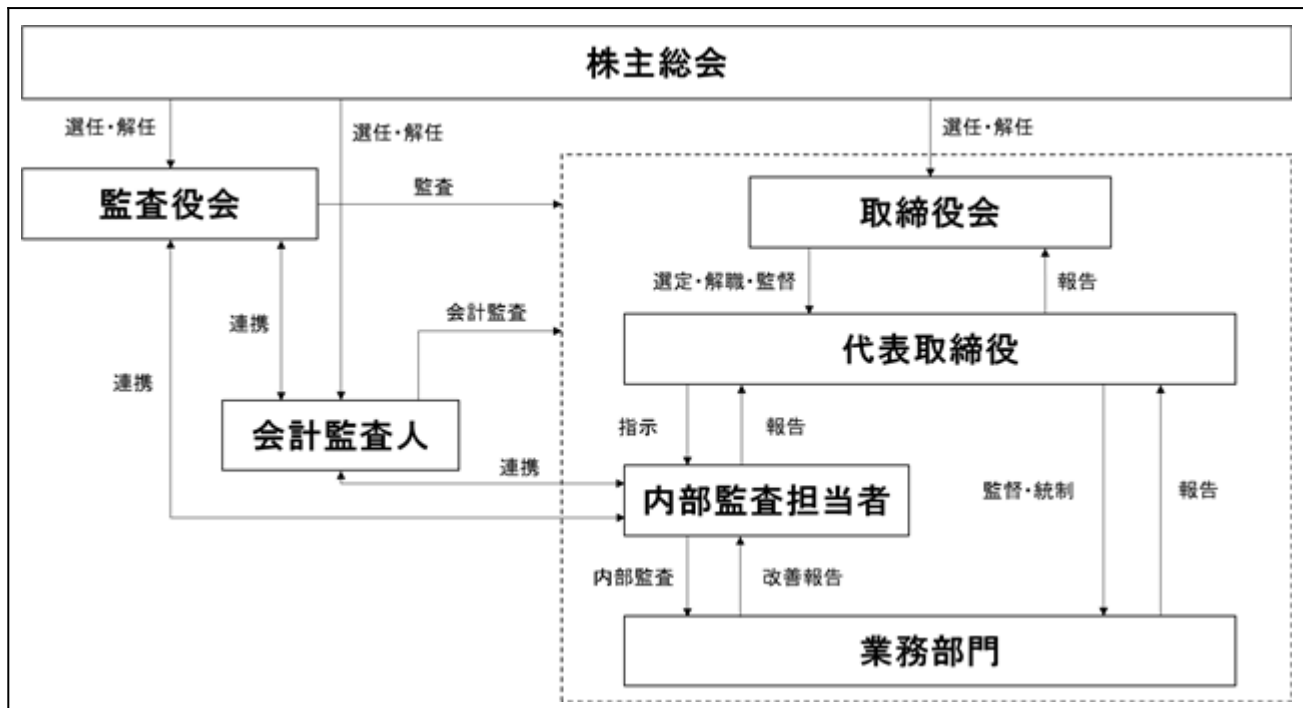 株主総会
選任・解任
選任・解任
選任・解任
監査役会
監査
取締役会
選定・解職・監督
報告
会計監査
連携
代表取締役
連携
会計監査人
指示
報告
連携
内部監査担当者
監督・統制
報告
内部監査
改善報告
業務部門